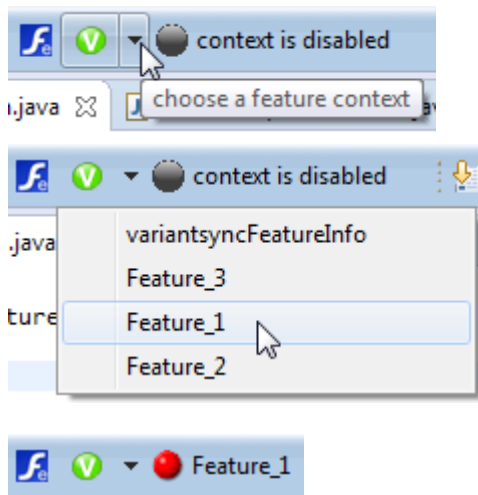 context is disabled
.java
choose a feature context
context is disabled
.java
variantsyncFeatureInfo
Feature_3
ture
Feature_1
Feature_2
Feature_1